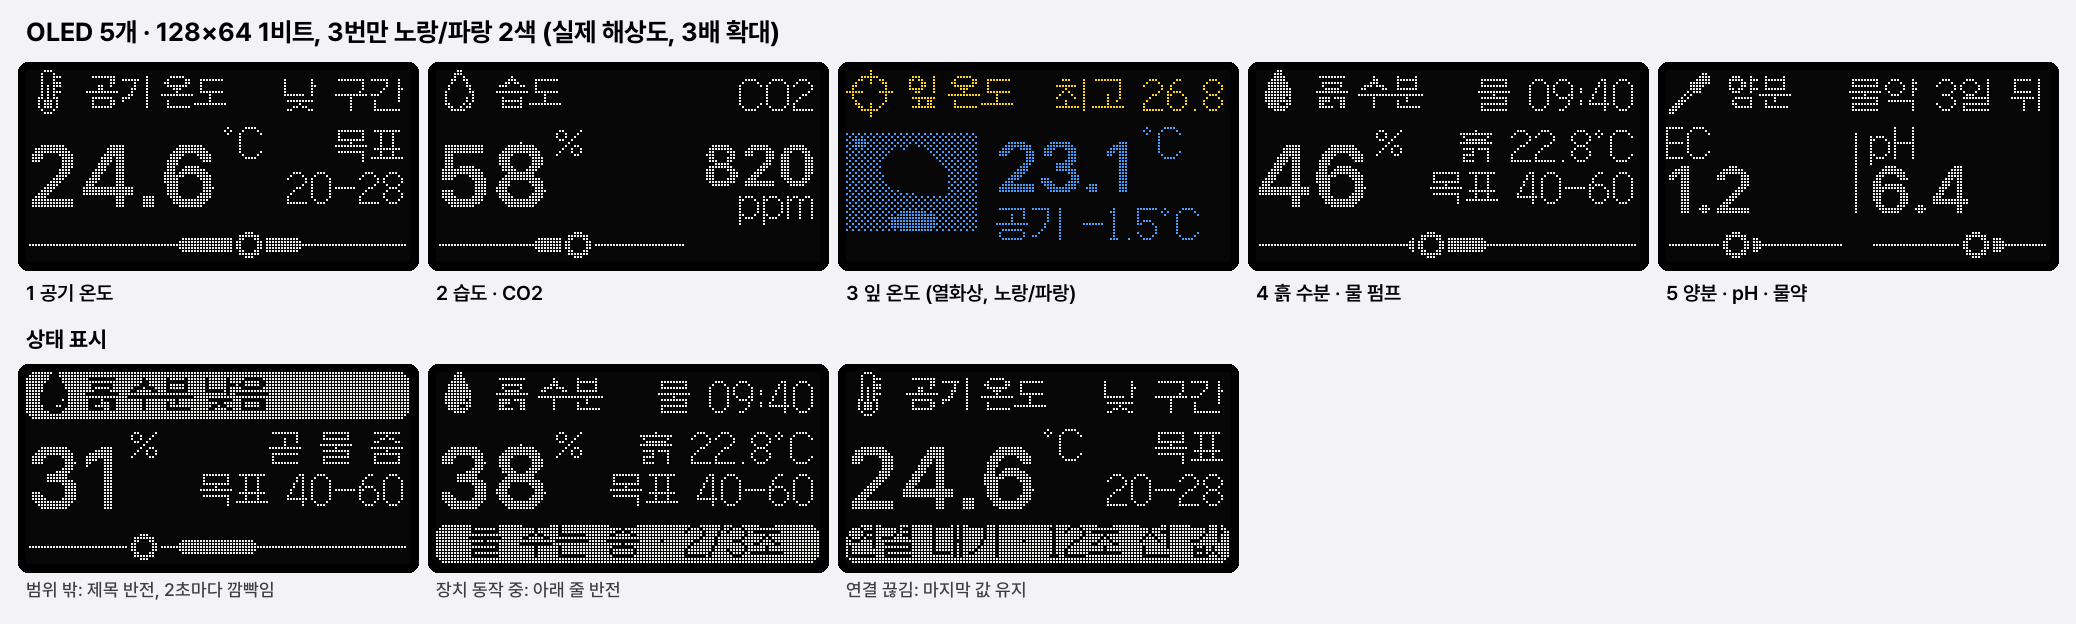 OLED 5개 · 128×64 1비트, 3번만 노랑/파랑 2색 (실제 해상도, 3배 확대)
공기 온도 낮 구간
24.6 °C 목표
20-28
1 공기 온도
습도 CO2
58 % 820
ppm
2 습도 · CO2
잎 온도 최고 26.8
23.1 °C
공기 -1.5°C
3 잎 온도 (열화상, 노랑/파랑)
흙 수분 물 09:40
46 % 흙 22.8°C
목표 40-60
4 흙 수분 · 물 펌프
양분 물약 3일 뒤
EC pH
1.2 6.4
5 양분 · pH · 물약
상태 표시
흙 수분 낮음
31 % 곧 물 줌
목표 40-60
범위 밖: 제목 반전, 2초마다 깜빡임
흙 수분 물 09:40
38 % 흙 22.8°C
목표 40-60
물 주는 중 · 2/3초
장치 동작 중: 아래 줄 반전
공기 온도 낮 구간
24.6 °C 목표
20-28
연결 대기 · 12초 전 값
연결 끊김: 마지막 값 유지